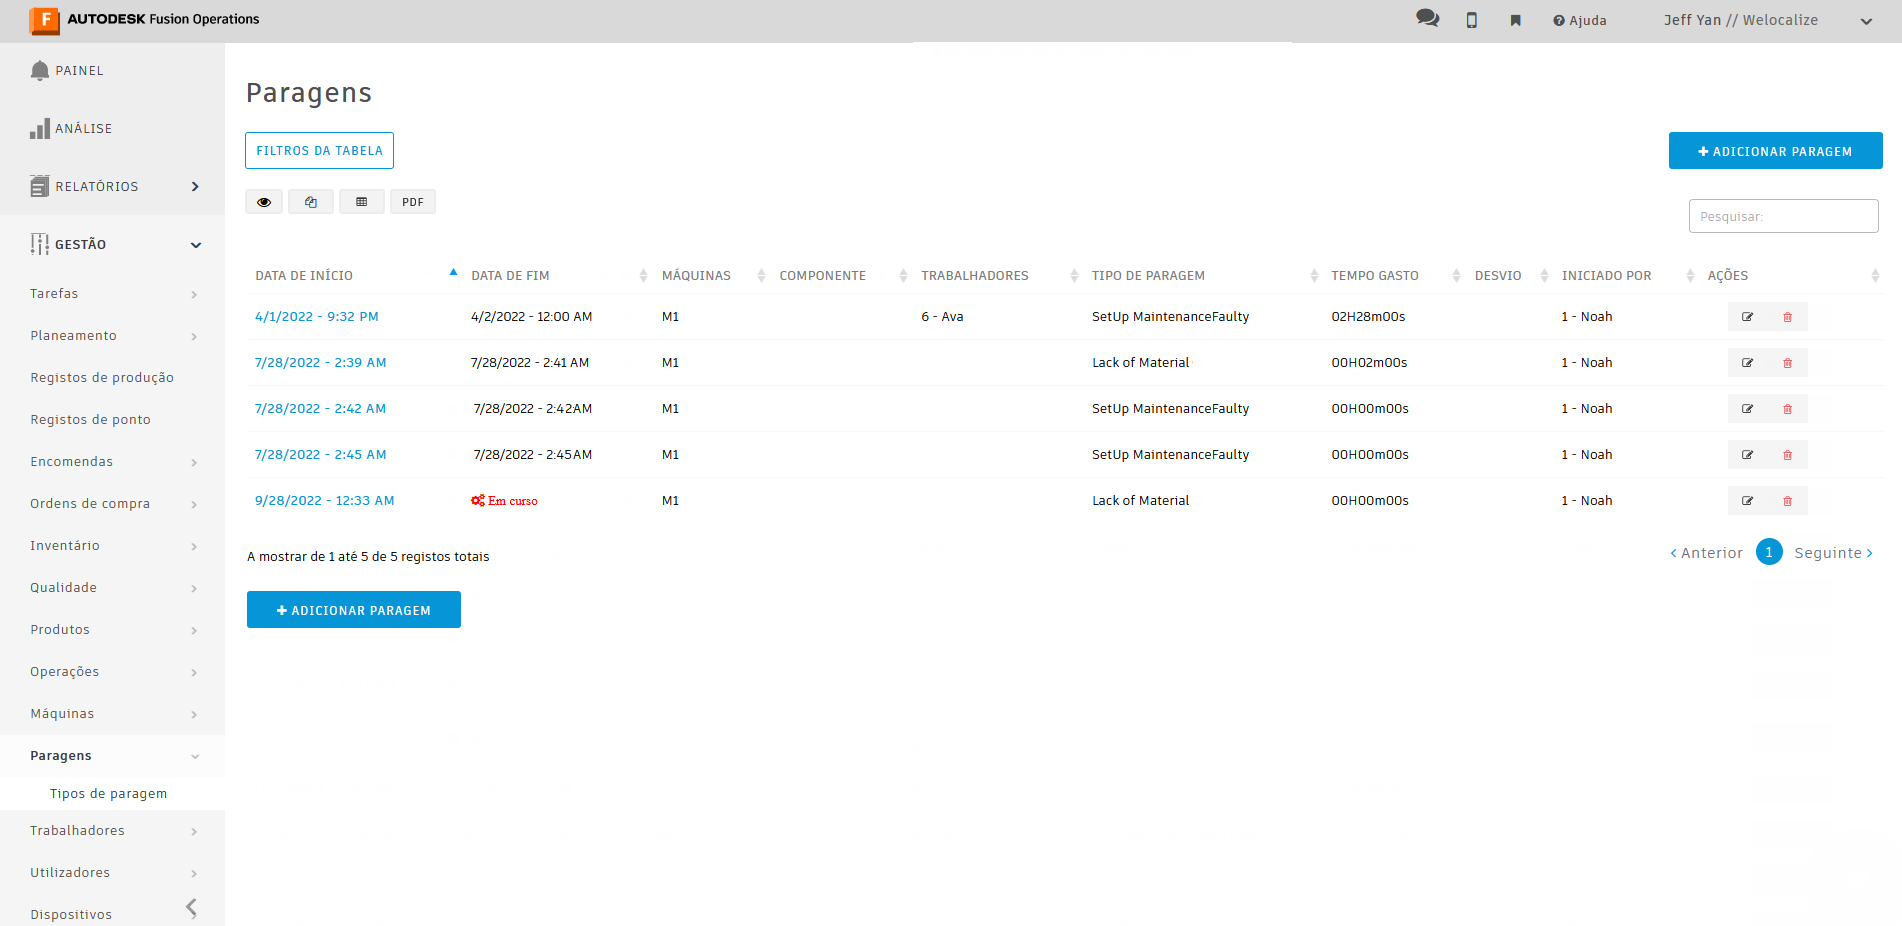 AUTODESK Fusion Operations
Ajuda
Jeff Yan // Welocalize
PAINEL
ANÁLISE
RELATÓRIOS
GESTÃO
Tarefas
Planeamento
Registos de produção
Registos de ponto
Encomendas
Ordens de compra
Inventário
Qualidade
Produtos
Operações
Máquinas
Paragens
Tipos de paragem
Trabalhadores
Utilizadores
Dispositivos
Paragens
FILTROS DA TABELA
ADICIONAR PARAGEM
PDF
Pesquisar:
DATA DE INÍCIO DATA DE FIM MÁQUINAS COMPONENTE TRABALHADORES TIPO DE PARAGEM TEMPO GASTO DESVIO INICIADO POR AÇÕES
4/1/2022 - 9:32 PM 4/2/2022 - 12:00 AM M1 6 - Ava SetUp MaintenanceFaulty 02H28m00s 1 - Noah
7/28/2022 - 2:39 AM 7/28/2022 - 2:41 AM M1 Lack of Material 00H02m00s 1 - Noah
7/28/2022 - 2:42 AM 7/28/2022 - 2:42AM M1 SetUp MaintenanceFaulty 00H00m00s 1 - Noah
7/28/2022 - 2:45 AM 7/28/2022 - 2:45AM M1 SetUp MaintenanceFaulty 00H00m00s 1 - Noah
9/28/2022 - 12:33 AM Em curso M1 Lack of Material 00H00m00s 1 - Noah
A mostrar de 1 até 5 de 5 registos totais
Anterior 1 Seguinte
ADICIONAR PARAGEM